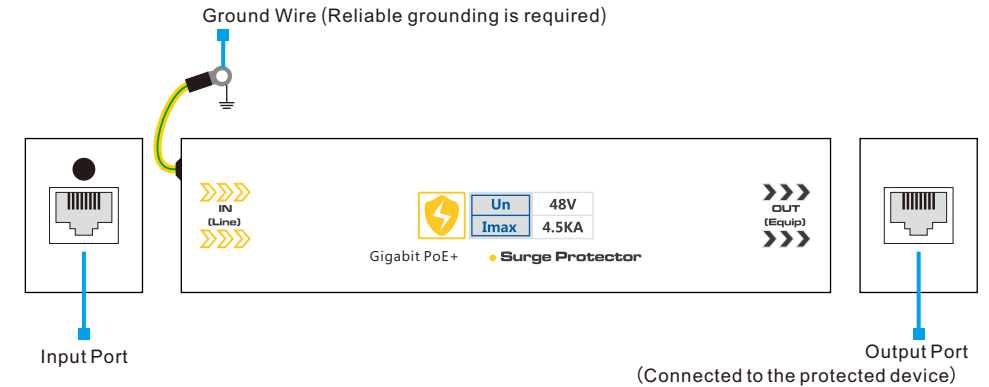 Ground Wire (Reliable grounding is required)
IN
(Line)
Un 48V
Imax 4.5KA
Gigabit PoE+ Surge Protector
OUT
(Equip)
Input Port
Output Port
(Connected to the protected device)